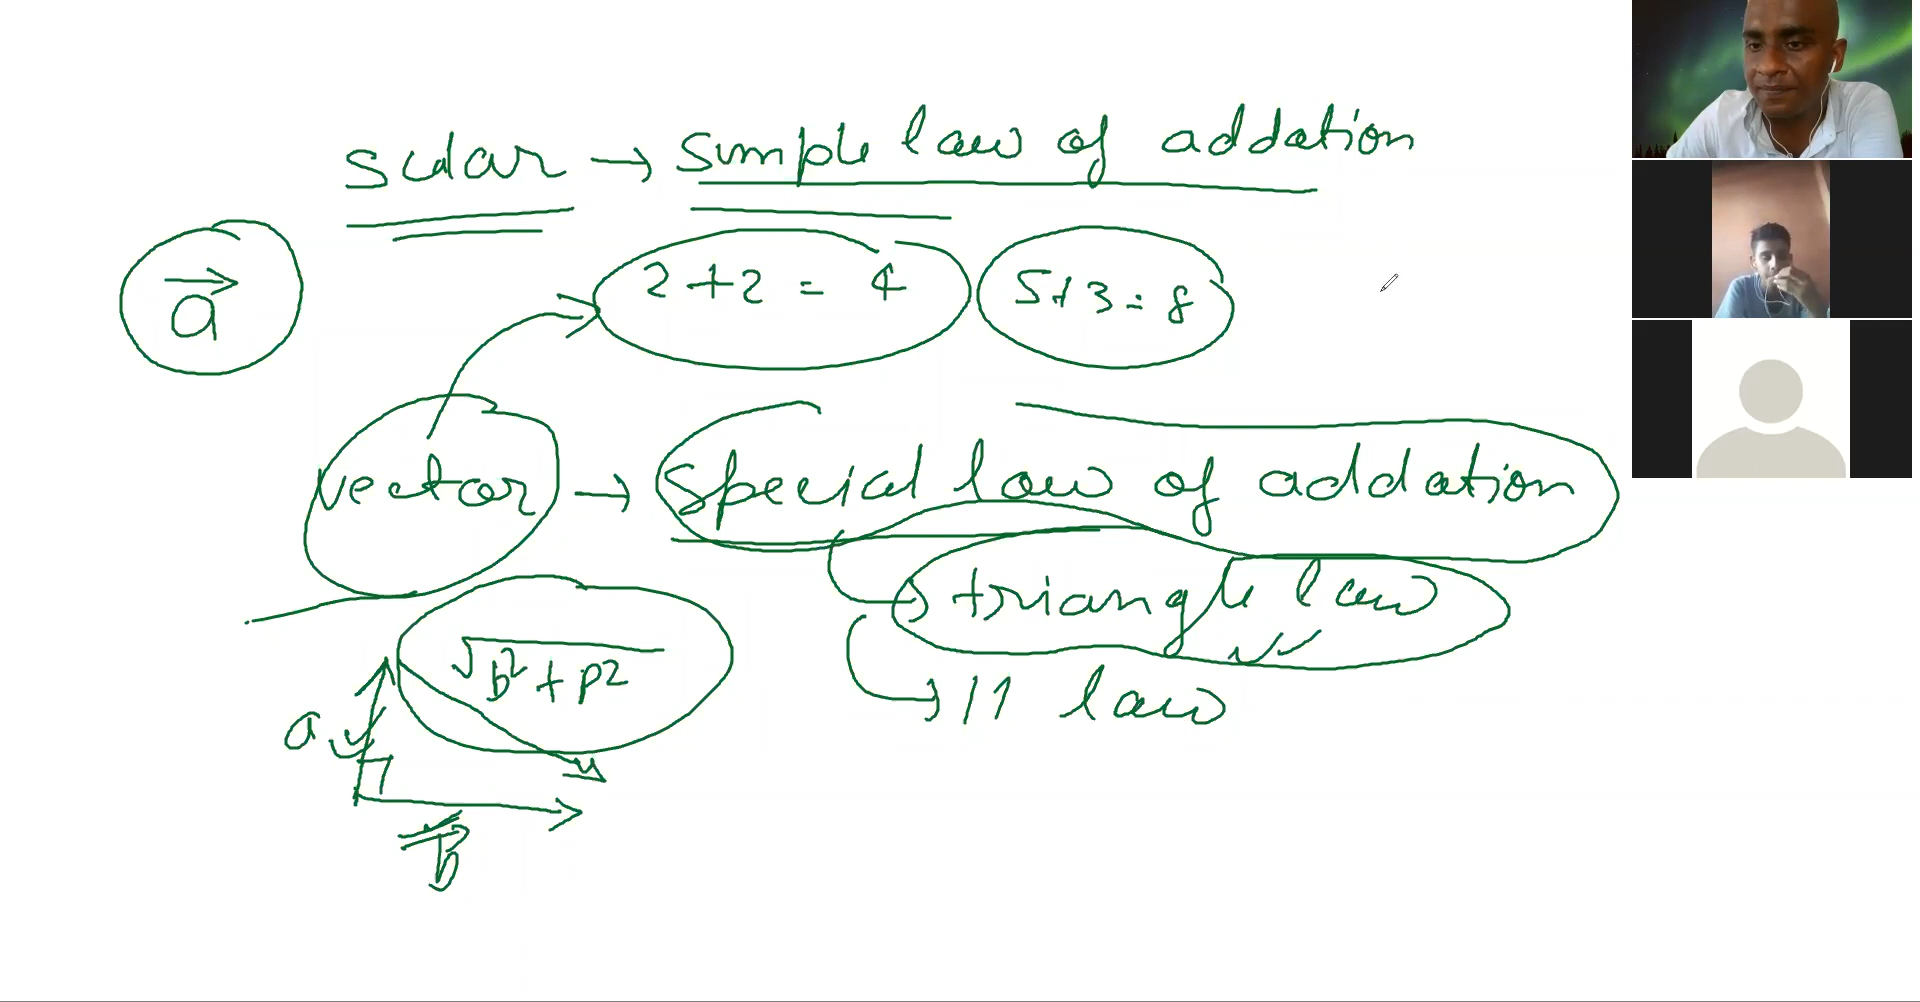 scalar → simple law of addation
a⃗
2+2 = 4
5+3=8
vector → special law of addation
→ triangle law
√b²+p²
→ 11 law
a
b